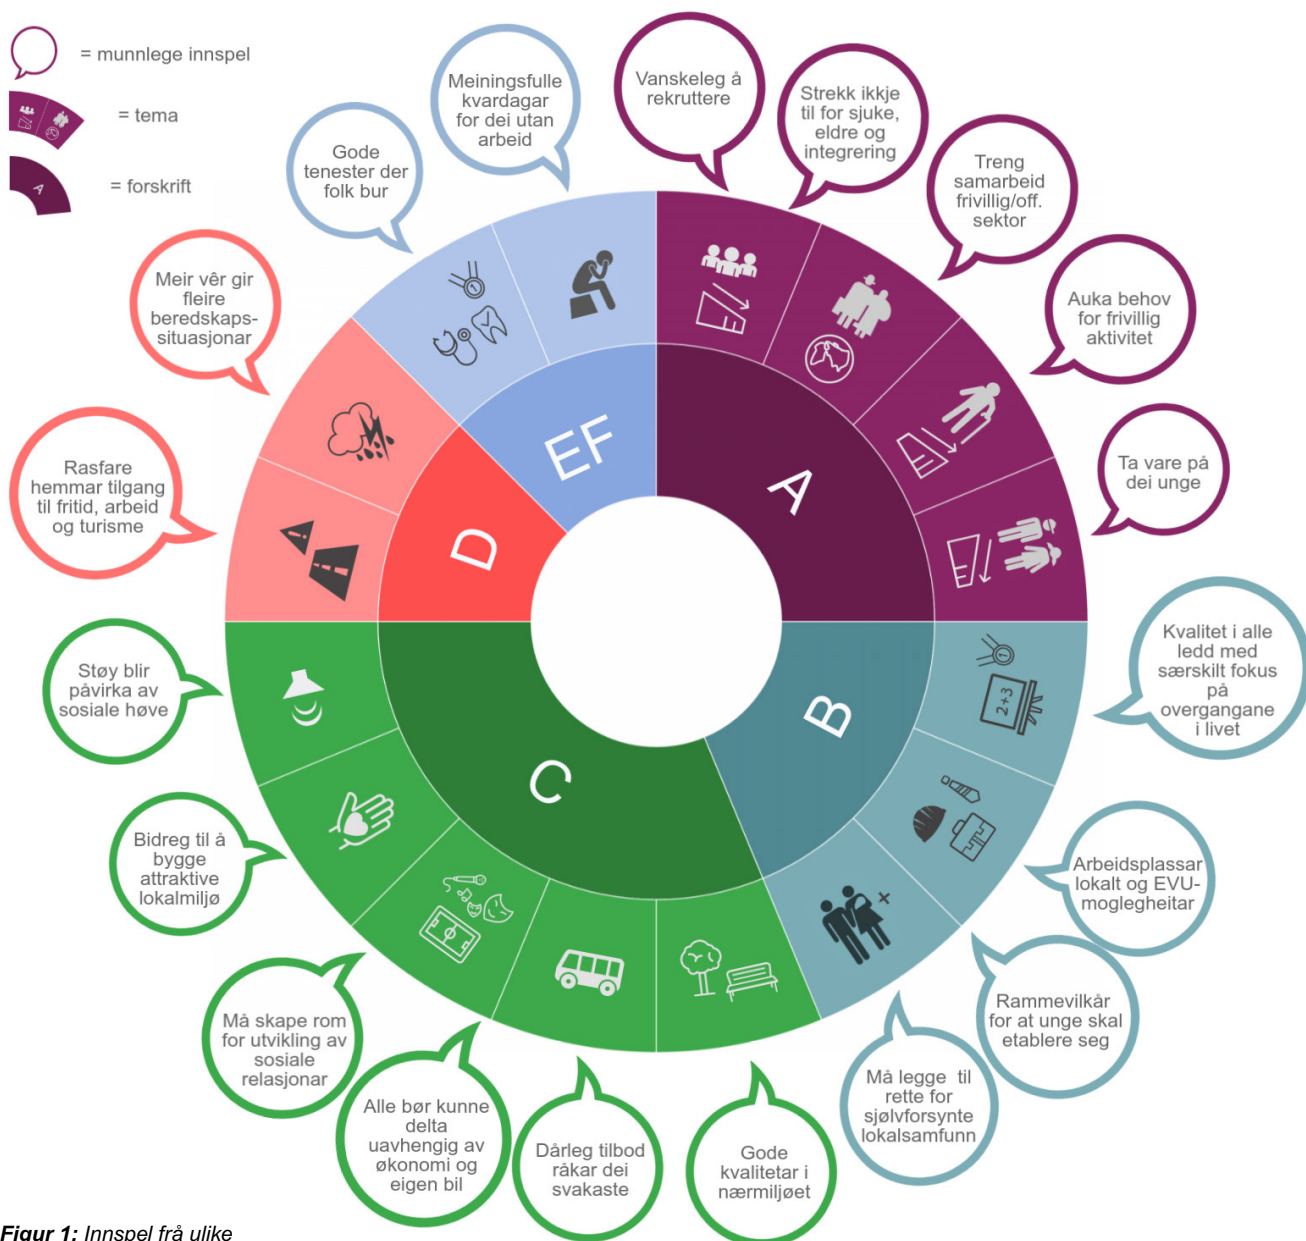 = munnlege innspel
= tema
A
= forskrift
Vanskeleg å
rekruttere
Strekk ikkje
til for sjuke,
eldre og
integrering
Treng
samarbeid
frivillig/off.
sektor
Auka behov
for frivillig
aktivitet
Ta vare på
dei unge
Kvalitet i alle
ledd med
særskilt fokus
på
overgangane
i livet
Arbeidsplassar
lokalt og EVU-
moglegheitar
Rammevilkår
for at unge skal
etablere seg
Må legge til
rette for
sjølvforsynte
lokalsamfunn
Gode
kvalitetar i
nærmiljøet
Dårleg tilbod
råkar dei
svakaste
Alle bør kunne
delta
uavhengig av
økonomi og
eigen bil
Må skape rom
for utvikling av
sosiale
relasjonar
Bidreg til å
bygge
attraktive
lokalmiljø
Støy blir
påvirka av
sosiale høve
Rasfare
hemmar tilgang
til fritid, arbeid
og turisme
Meir vêr gir
fleire
beredskaps-
situasjonar
Gode
tenester der
folk bur
Meiningsfulle
kvardagar
for dei utan
arbeid
A
B
C
D
EF
1
1
2+3
Figur 1: Innspel frå ulike